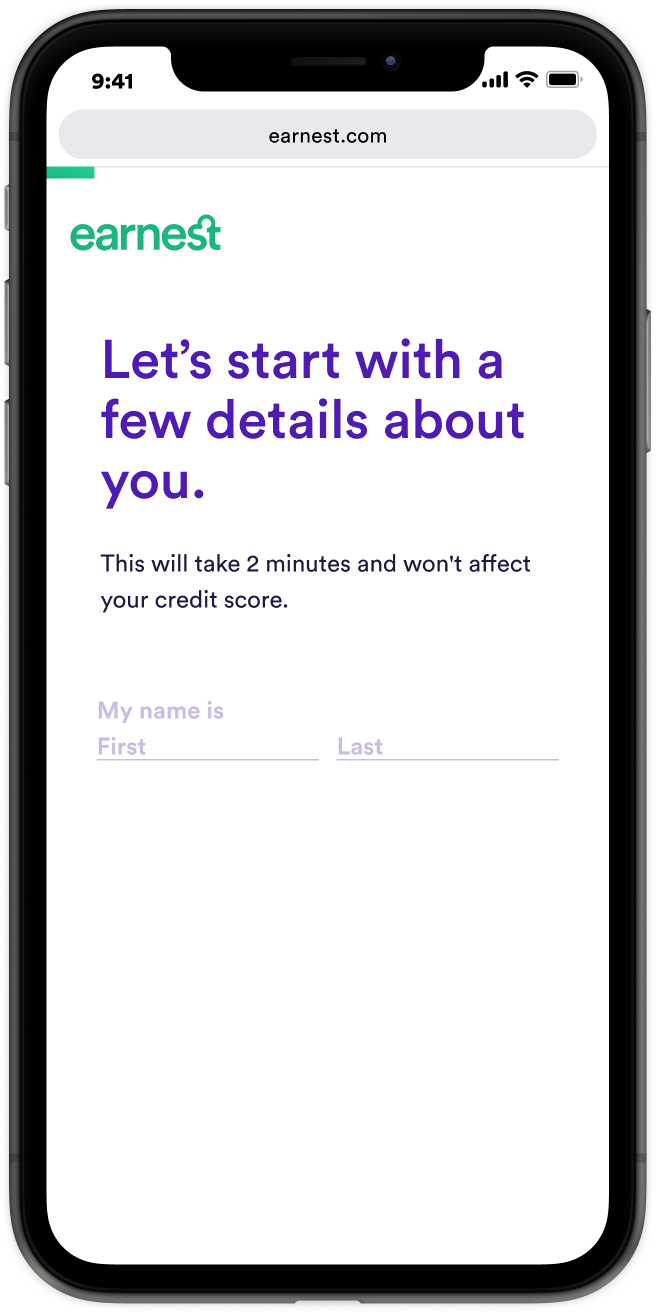 9:41
earnest.com
earnest
Let’s start with a
few details about
you.
This will take 2 minutes and won't affect
your credit score.
My name is
First Last